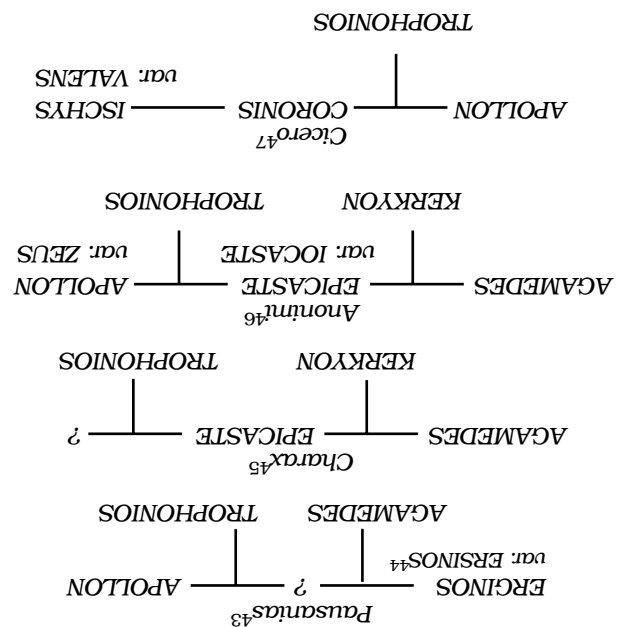 Pausanias⁴³
ERGINOS ? APOLLON
var. ERSINOS⁴⁴
AGAMEDES TROPHONIOS
Charax⁴⁵
AGAMEDES EPICASTE ?
KERKYON TROPHONIOS
Anonimi⁴⁶
AGAMEDES EPICASTE APOLLON
var. IOCASTE var. ZEUS
KERKYON TROPHONIOS
Cicero⁴⁷
APOLLON CORONIS ISCHYS
var. VALENS
TROPHONIOS